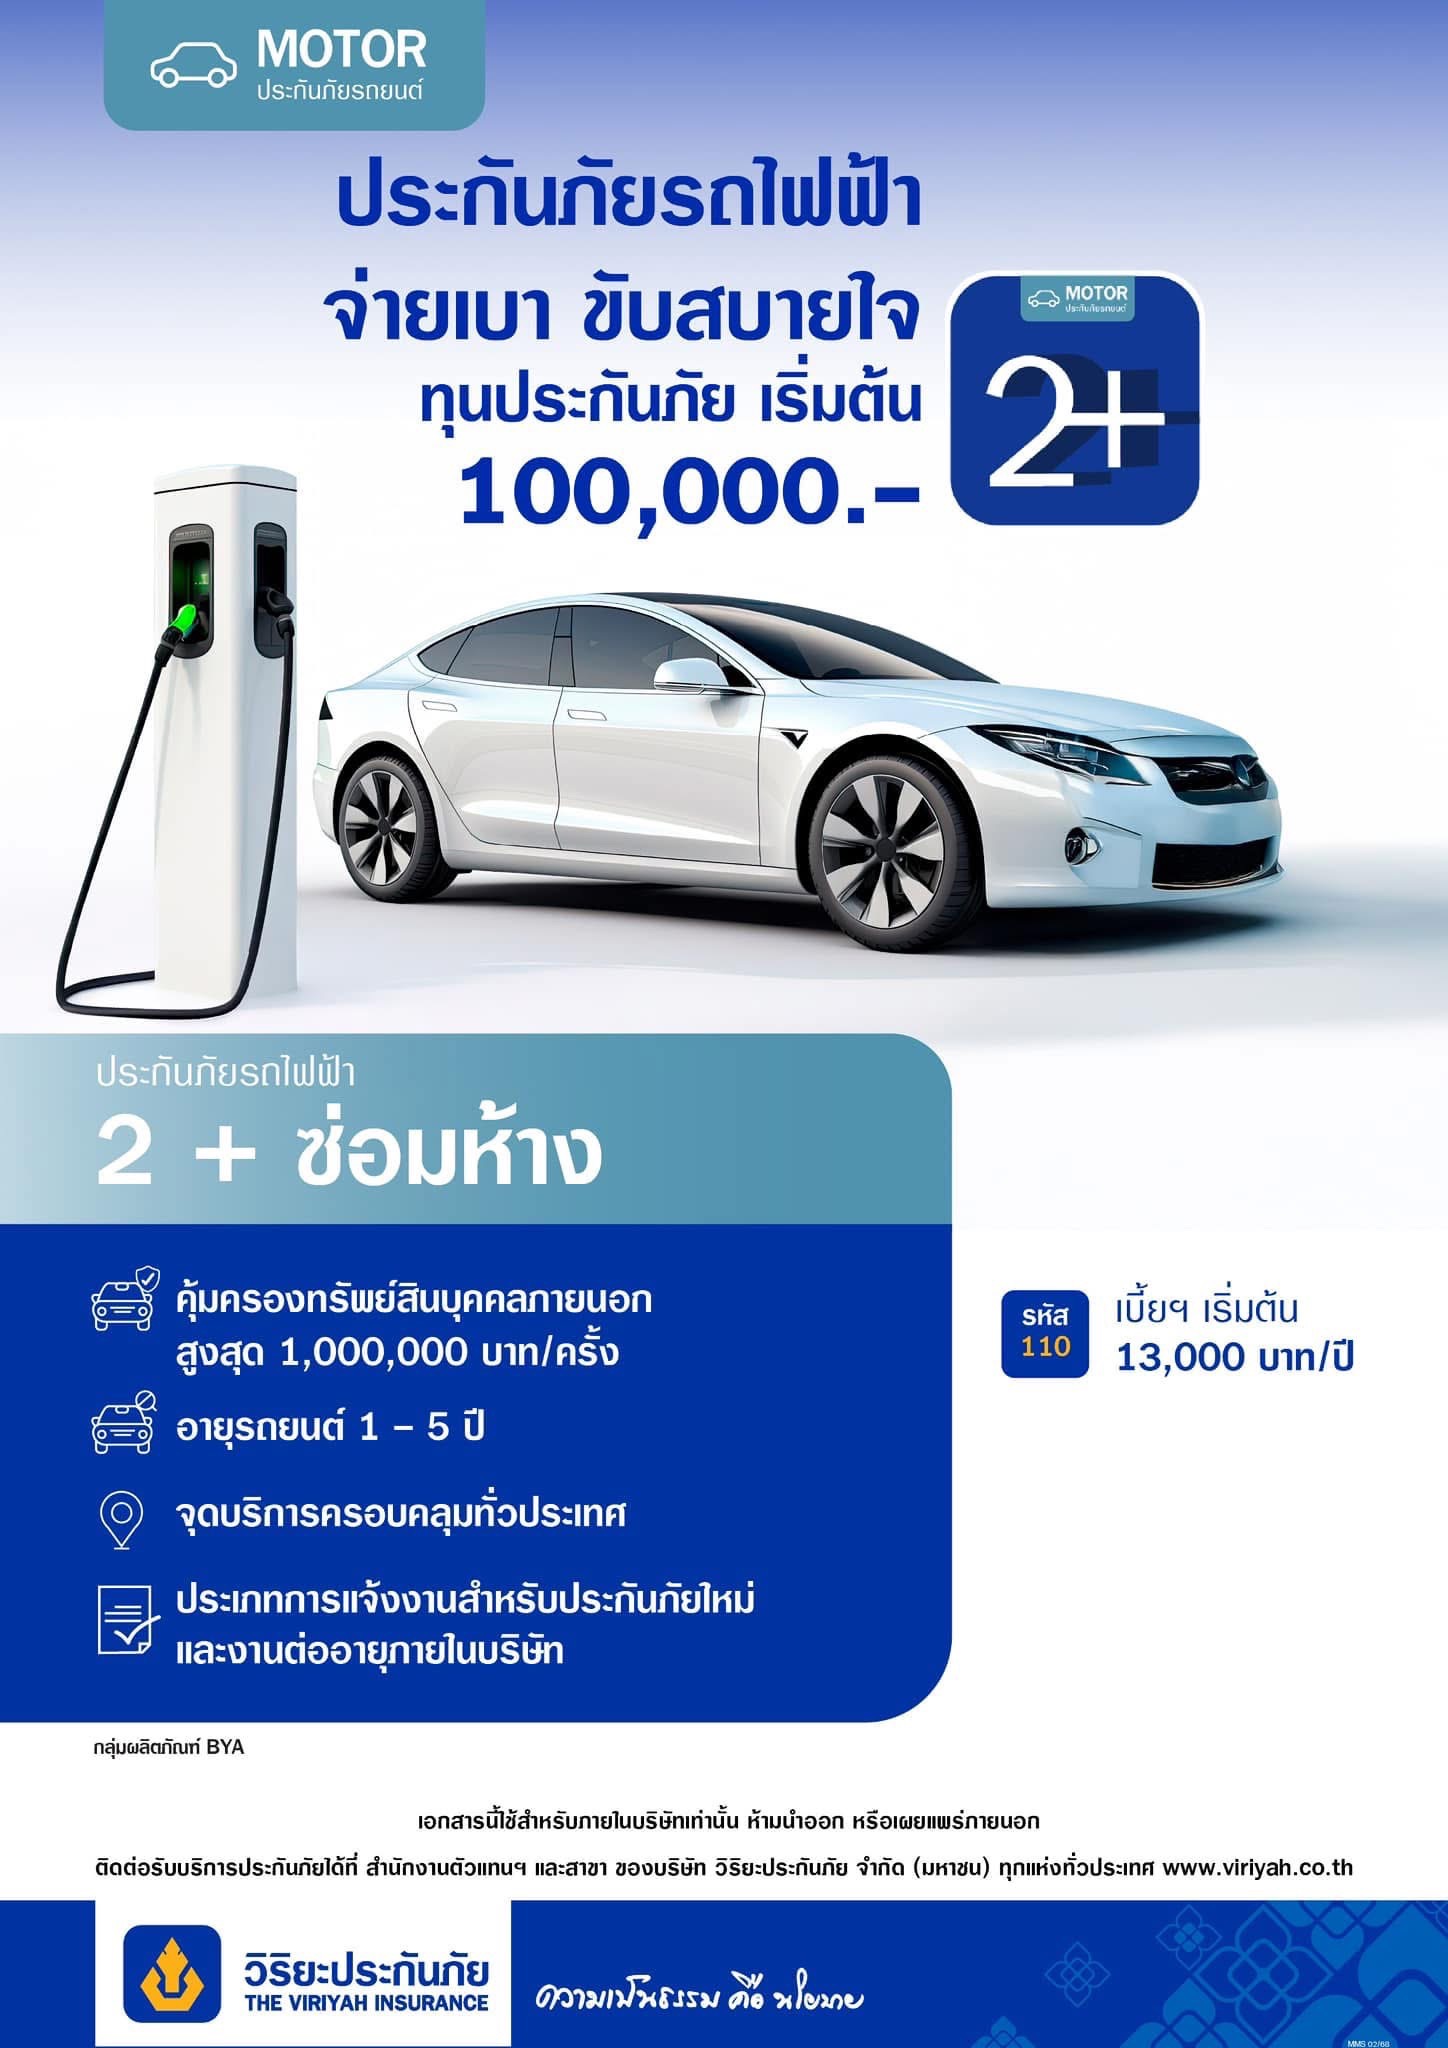 MOTOR
ประกันภัยรถยนต์
ประกันภัยรถไฟฟ้า
จ่ายเบา ขับสบายใจ
ทุนประกันภัย เริ่มต้น
100,000.-
MOTOR
ประกันภัยรถยนต์
2+
ประกันภัยรถไฟฟ้า
2 + ซ่อมห้าง
คุ้มครองทรัพย์สินบุคคลภายนอก
สูงสุด 1,000,000 บาท/ครั้ง
อายุรถยนต์ 1 – 5 ปี
จุดบริการครอบคลุมทั่วประเทศ
ประเภทการแจ้งงานสำหรับประกันภัยใหม่
และงานต่ออายุภายในบริษัท
รหัส
110
เบี้ยฯ เริ่มต้น
13,000 บาท/ปี
กลุ่มผลิตภัณฑ์ BYA
เอกสารนี้ใช้สำหรับภายในบริษัทเท่านั้น ห้ามนำออก หรือเผยแพร่ภายนอก
ติดต่อรับบริการประกันภัยได้ที่ สำนักงานตัวแทนฯ และสาขา ของบริษัท วิริยะประกันภัย จำกัด (มหาชน) ทุกแห่งทั่วประเทศ www.viriyah.co.th
วิริยะประกันภัย
THE VIRIYAH INSURANCE
ความเป็นธรรม คือ นโยบาย
MMS 02/68